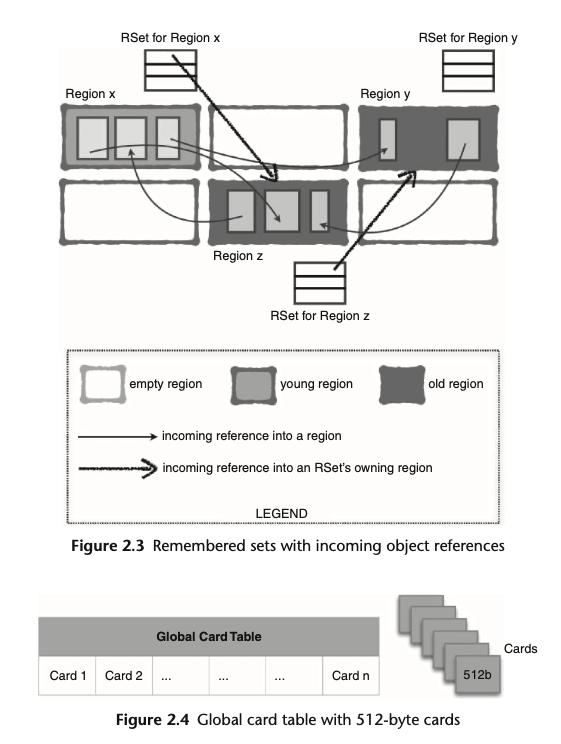 RSet for Region x
RSet for Region y
Region x
Region y
Region z
RSet for Region z
empty region
young region
old region
incoming reference into a region
incoming reference into an RSet's owning region
LEGEND
Figure 2.3 Remembered sets with incoming object references
Global Card Table
Card 1
Card 2
...
...
...
Card n
Cards
512b
Figure 2.4 Global card table with 512-byte cards